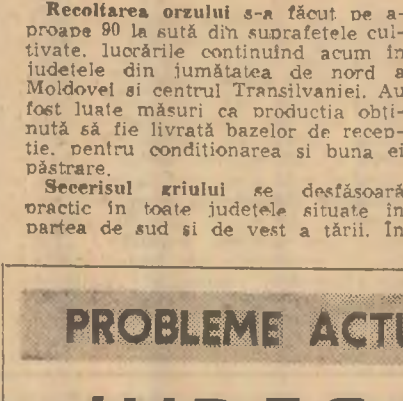 Recoltarea orzului s-a făcut pe a-
proape 90 la sută din suprafețele cul-
tivate, lucrările continuînd acum în
județele din jumătatea de nord a
Moldovei și centrul Transilvaniei. Au
fost luate măsuri ca producția obți-
nută să fie livrată bazelor de recep-
ție, pentru condiționarea și buna ei
păstrare.
Secerișul grîului se desfășoară
practic în toate județele situate în
partea de sud și de vest a țării. În
PROBLEME ACTU